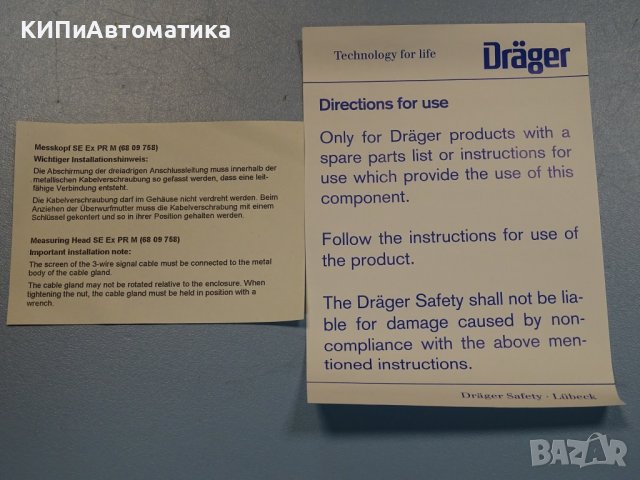 КИПиАвтоматика
Messkopf SE Ex PR M (68 09 758)
Wichtiger Installationshinweis:
Die Abschirmung der dreiadrigen Anschlussleitung muss innerhalb der
metallischen Kabelverschraubung so gefasst werden, dass eine leit-
fähige Verbindung entsteht.
Die Kabelverschraubung darf im Gehäuse nicht verdreht werden. Beim
Anziehen der Überwurfmutter muss die Kabelverschrabung mit einem
Schlüssel gekontert und so in ihrer Position gehalten werden.
Measuring Head SE Ex PR M (68 09 758)
Important installation note:
The screen of the 3-wire signal cable must be connected to the metal
body of the cable gland.
The cable gland may not be rotated relative to the enclosure. When
tightening the nut, the cable gland must be held in position with a
wrench.
Technology for life
Dräger
Directions for use
Only for Dräger products with a
spare parts list or instructions for
use which provide the use of this
component.
Follow the instructions for use of
the product.
The Dräger Safety shall not be lia-
ble for damage caused by non-
compliance with the above men-
tioned instructions.
Dräger Safety · Lübeck
BAZAR